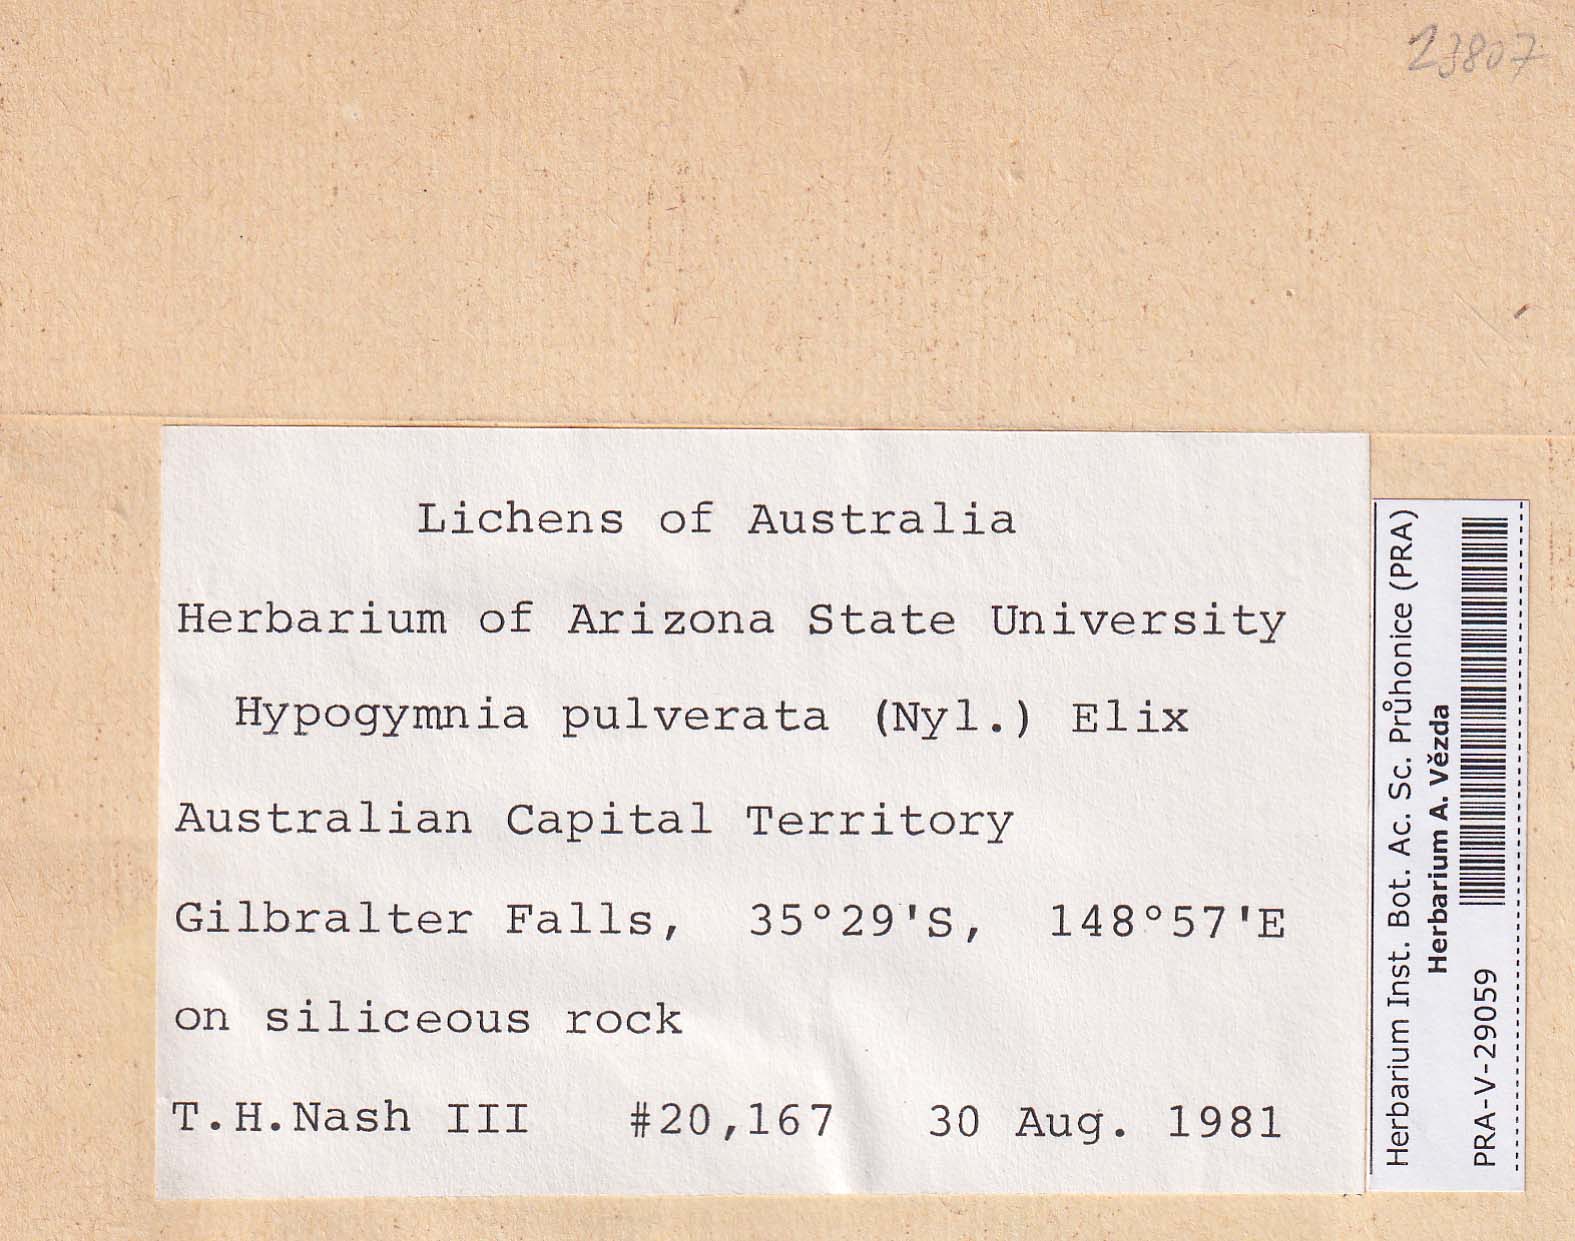 23807
Lichens of Australia
Herbarium of Arizona State University
Hypogymnia pulverata (Nyl.) Elix
Australian Capital Territory
Gilbralter Falls, 35°29'S, 148°57'E
on siliceous rock
T.H.Nash III #20,167 30 Aug. 1981
Herbarium Inst. Bot. Ac. Sc. Průhonice (PRA)
Herbarium A. Vězda
PRA-V-29059